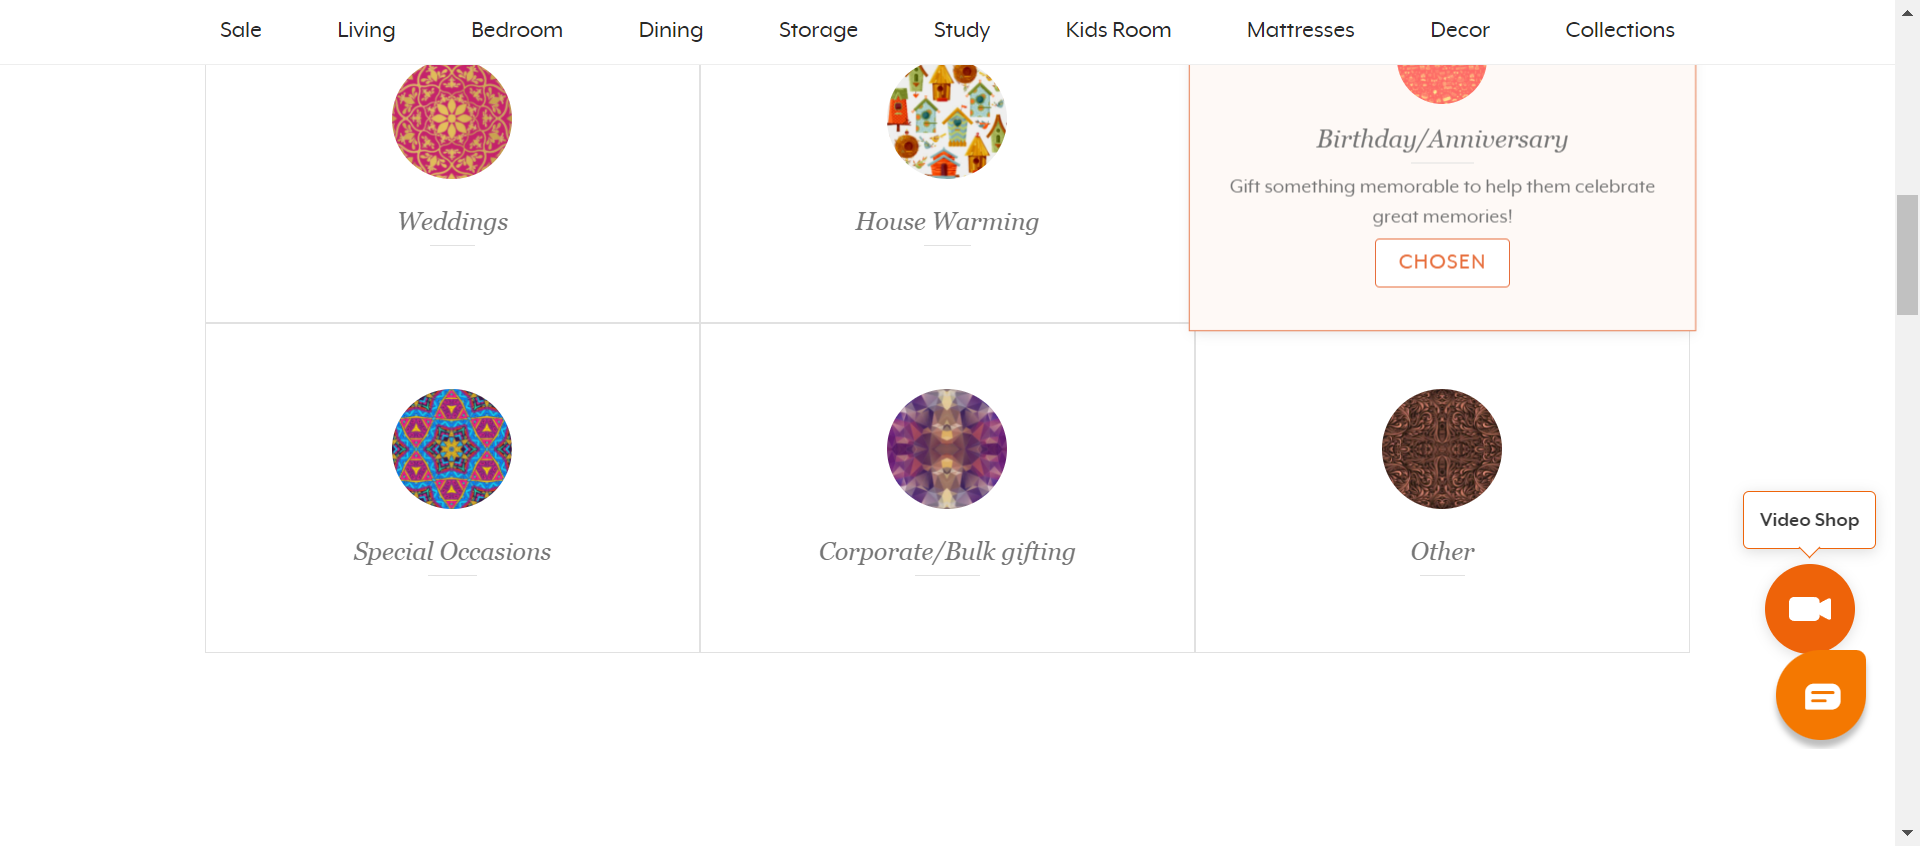 Sale Living Bedroom Dining Storage Study Kids Room Mattresses Decor Collections
Weddings
House Warming
Birthday/Anniversary
Gift something memorable to help them celebrate
great memories!
CHOSEN
Special Occasions
Corporate/Bulk gifting
Other
Video Shop